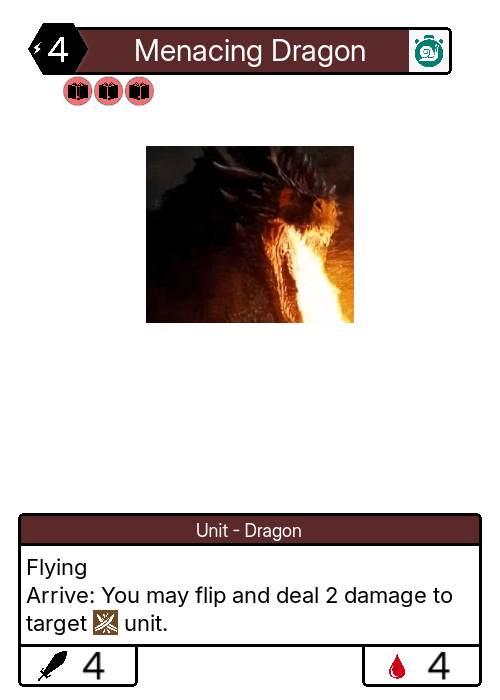 4
Menacing Dragon
Unit - Dragon
Flying
Arrive: You may flip and deal 2 damage to
target unit.
4
4